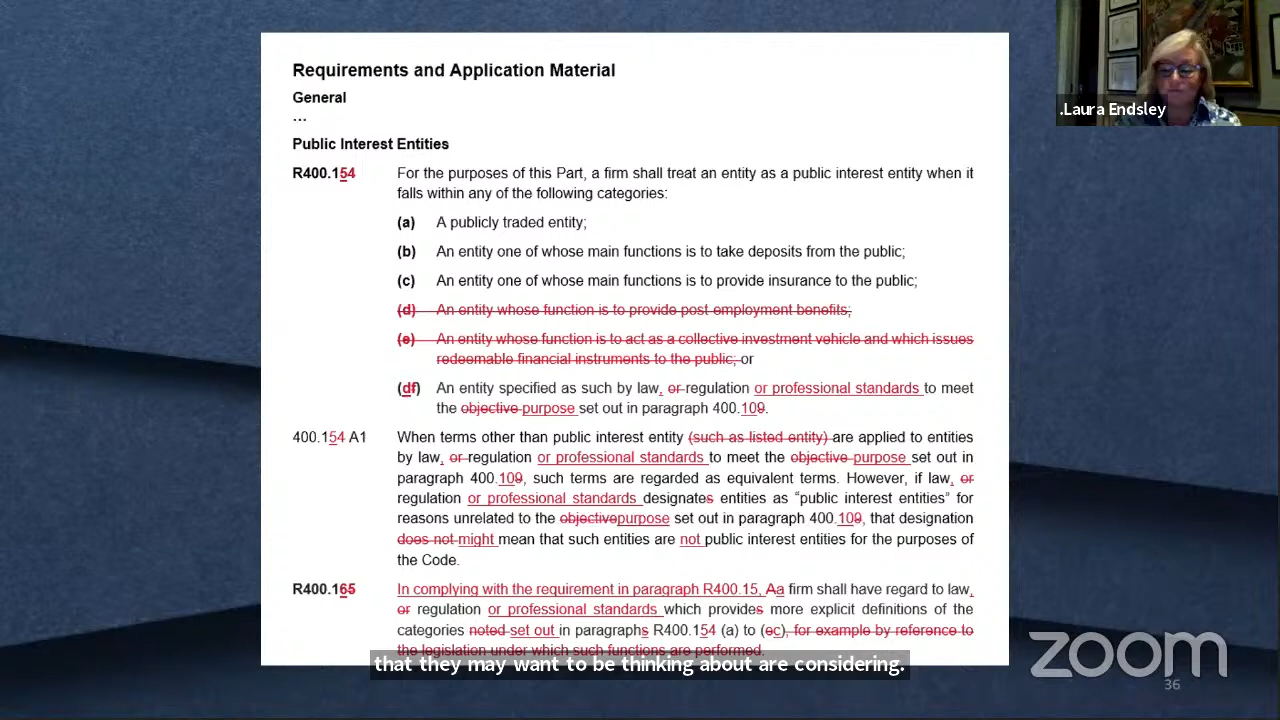 Requirements and Application Material
.Laura Endsley
General
...
Public Interest Entities
R400.154 For the purposes of this Part, a firm shall treat an entity as a public interest entity when it
falls within any of the following categories:
(a) A publicly traded entity;
(b) An entity one of whose main functions is to take deposits from the public;
(c) An entity one of whose main functions is to provide insurance to the public;
(d) An entity whose function is to provide post employment benefits;
(e) An entity whose function is to act as a collective investment vehicle and which issues
redeemable financial instruments to the public; or
(df) An entity specified as such by law, or regulation or professional standards to meet
the objective purpose set out in paragraph 400.109.
400.154 A1 When terms other than public interest entity (such as listed entity) are applied to entities
by law, or regulation or professional standards to meet the objective purpose set out in
paragraph 400.109, such terms are regarded as equivalent terms. However, if law, or
regulation or professional standards designates entities as “public interest entities” for
reasons unrelated to the objectivepurpose set out in paragraph 400.109, that designation
does not might mean that such entities are not public interest entities for the purposes of
the Code.
R400.165 In complying with the requirement in paragraph R400.15, Aa firm shall have regard to law,
or regulation or professional standards which provides more explicit definitions of the
categories noted set out in paragraphs R400.154 (a) to (ec), for example by reference to
the legislation under which such functions are performed.
that they may want to be thinking about are considering.
zoom
36